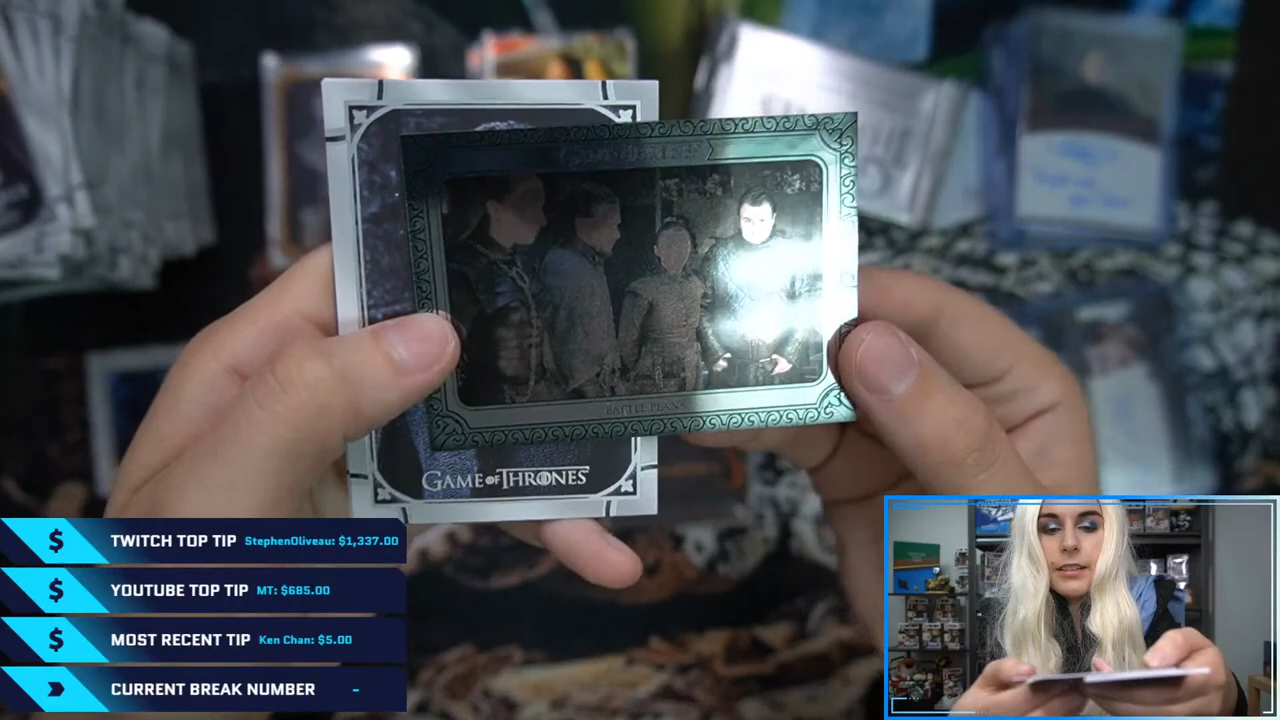 BATTLE PLANS
GAME OF THRONES
$ TWITCH TOP TIP StephenOliveau: $1,337.00
$ YOUTUBE TOP TIP MT: $685.00
$ MOST RECENT TIP Ken Chan: $5.00
CURRENT BREAK NUMBER -